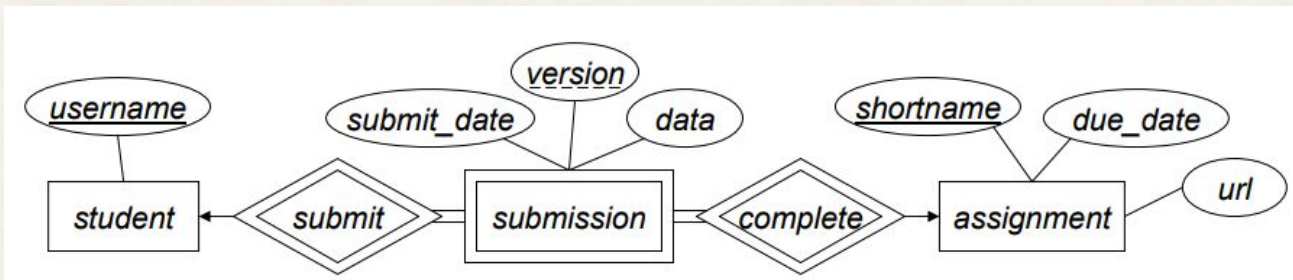 version
username
submit_date
data
shortname
due_date
url
student
submit
submission
complete
assignment